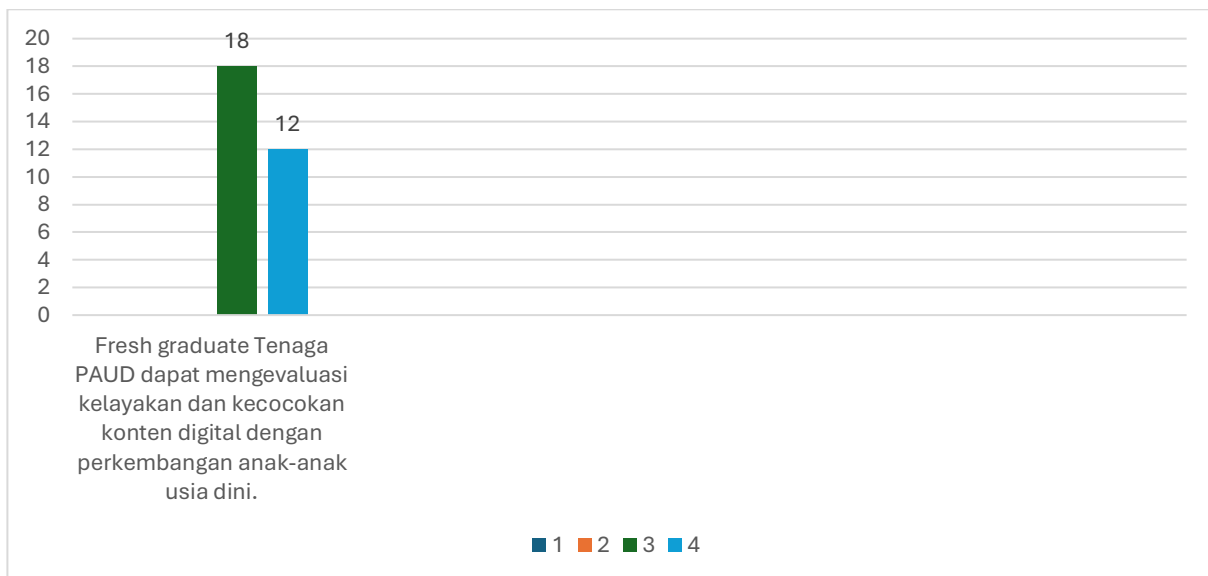 20
18
16
14
12
10
8
6
4
2
0
18
12
Fresh graduate Tenaga
PAUD dapat mengevaluasi
kelayakan dan kecocokan
konten digital dengan
perkembangan anak-anak
usia dini.
1 2 3 4